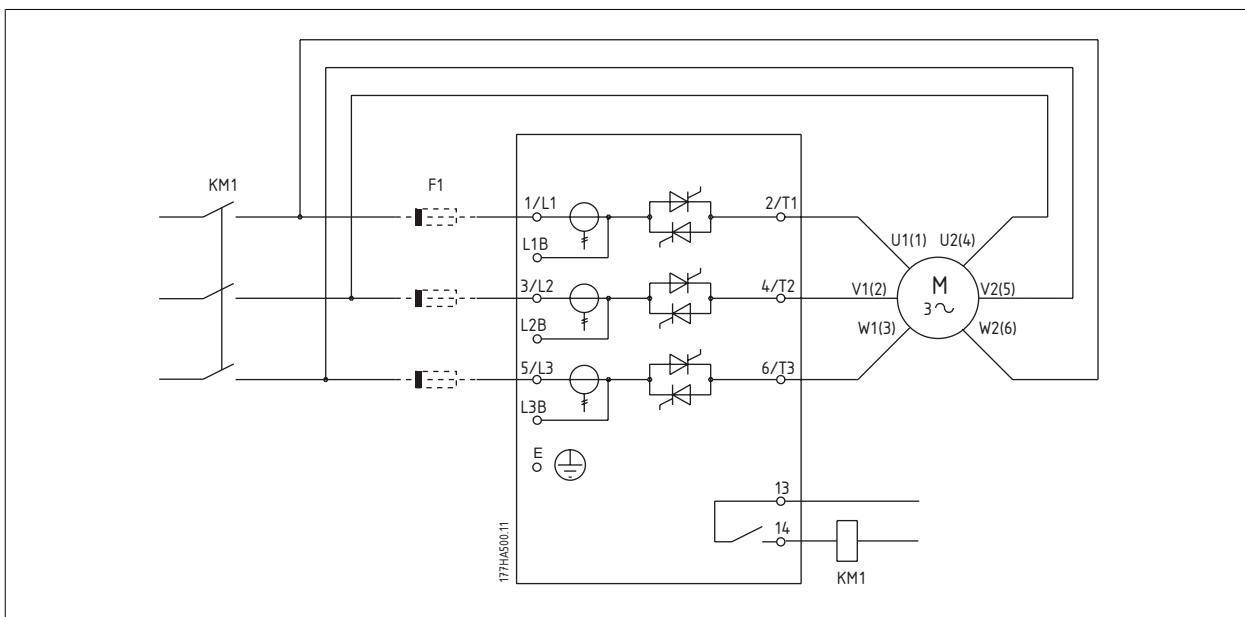 KM1
F1
1/L1
2/T1
L1B
U1(1)
U2(4)
3/L2
4/T2
V1(2)
M
3~
V2(5)
L2B
W1(3)
W2(6)
5/L3
6/T3
L3B
E
13
14
KM1
177HA500.11